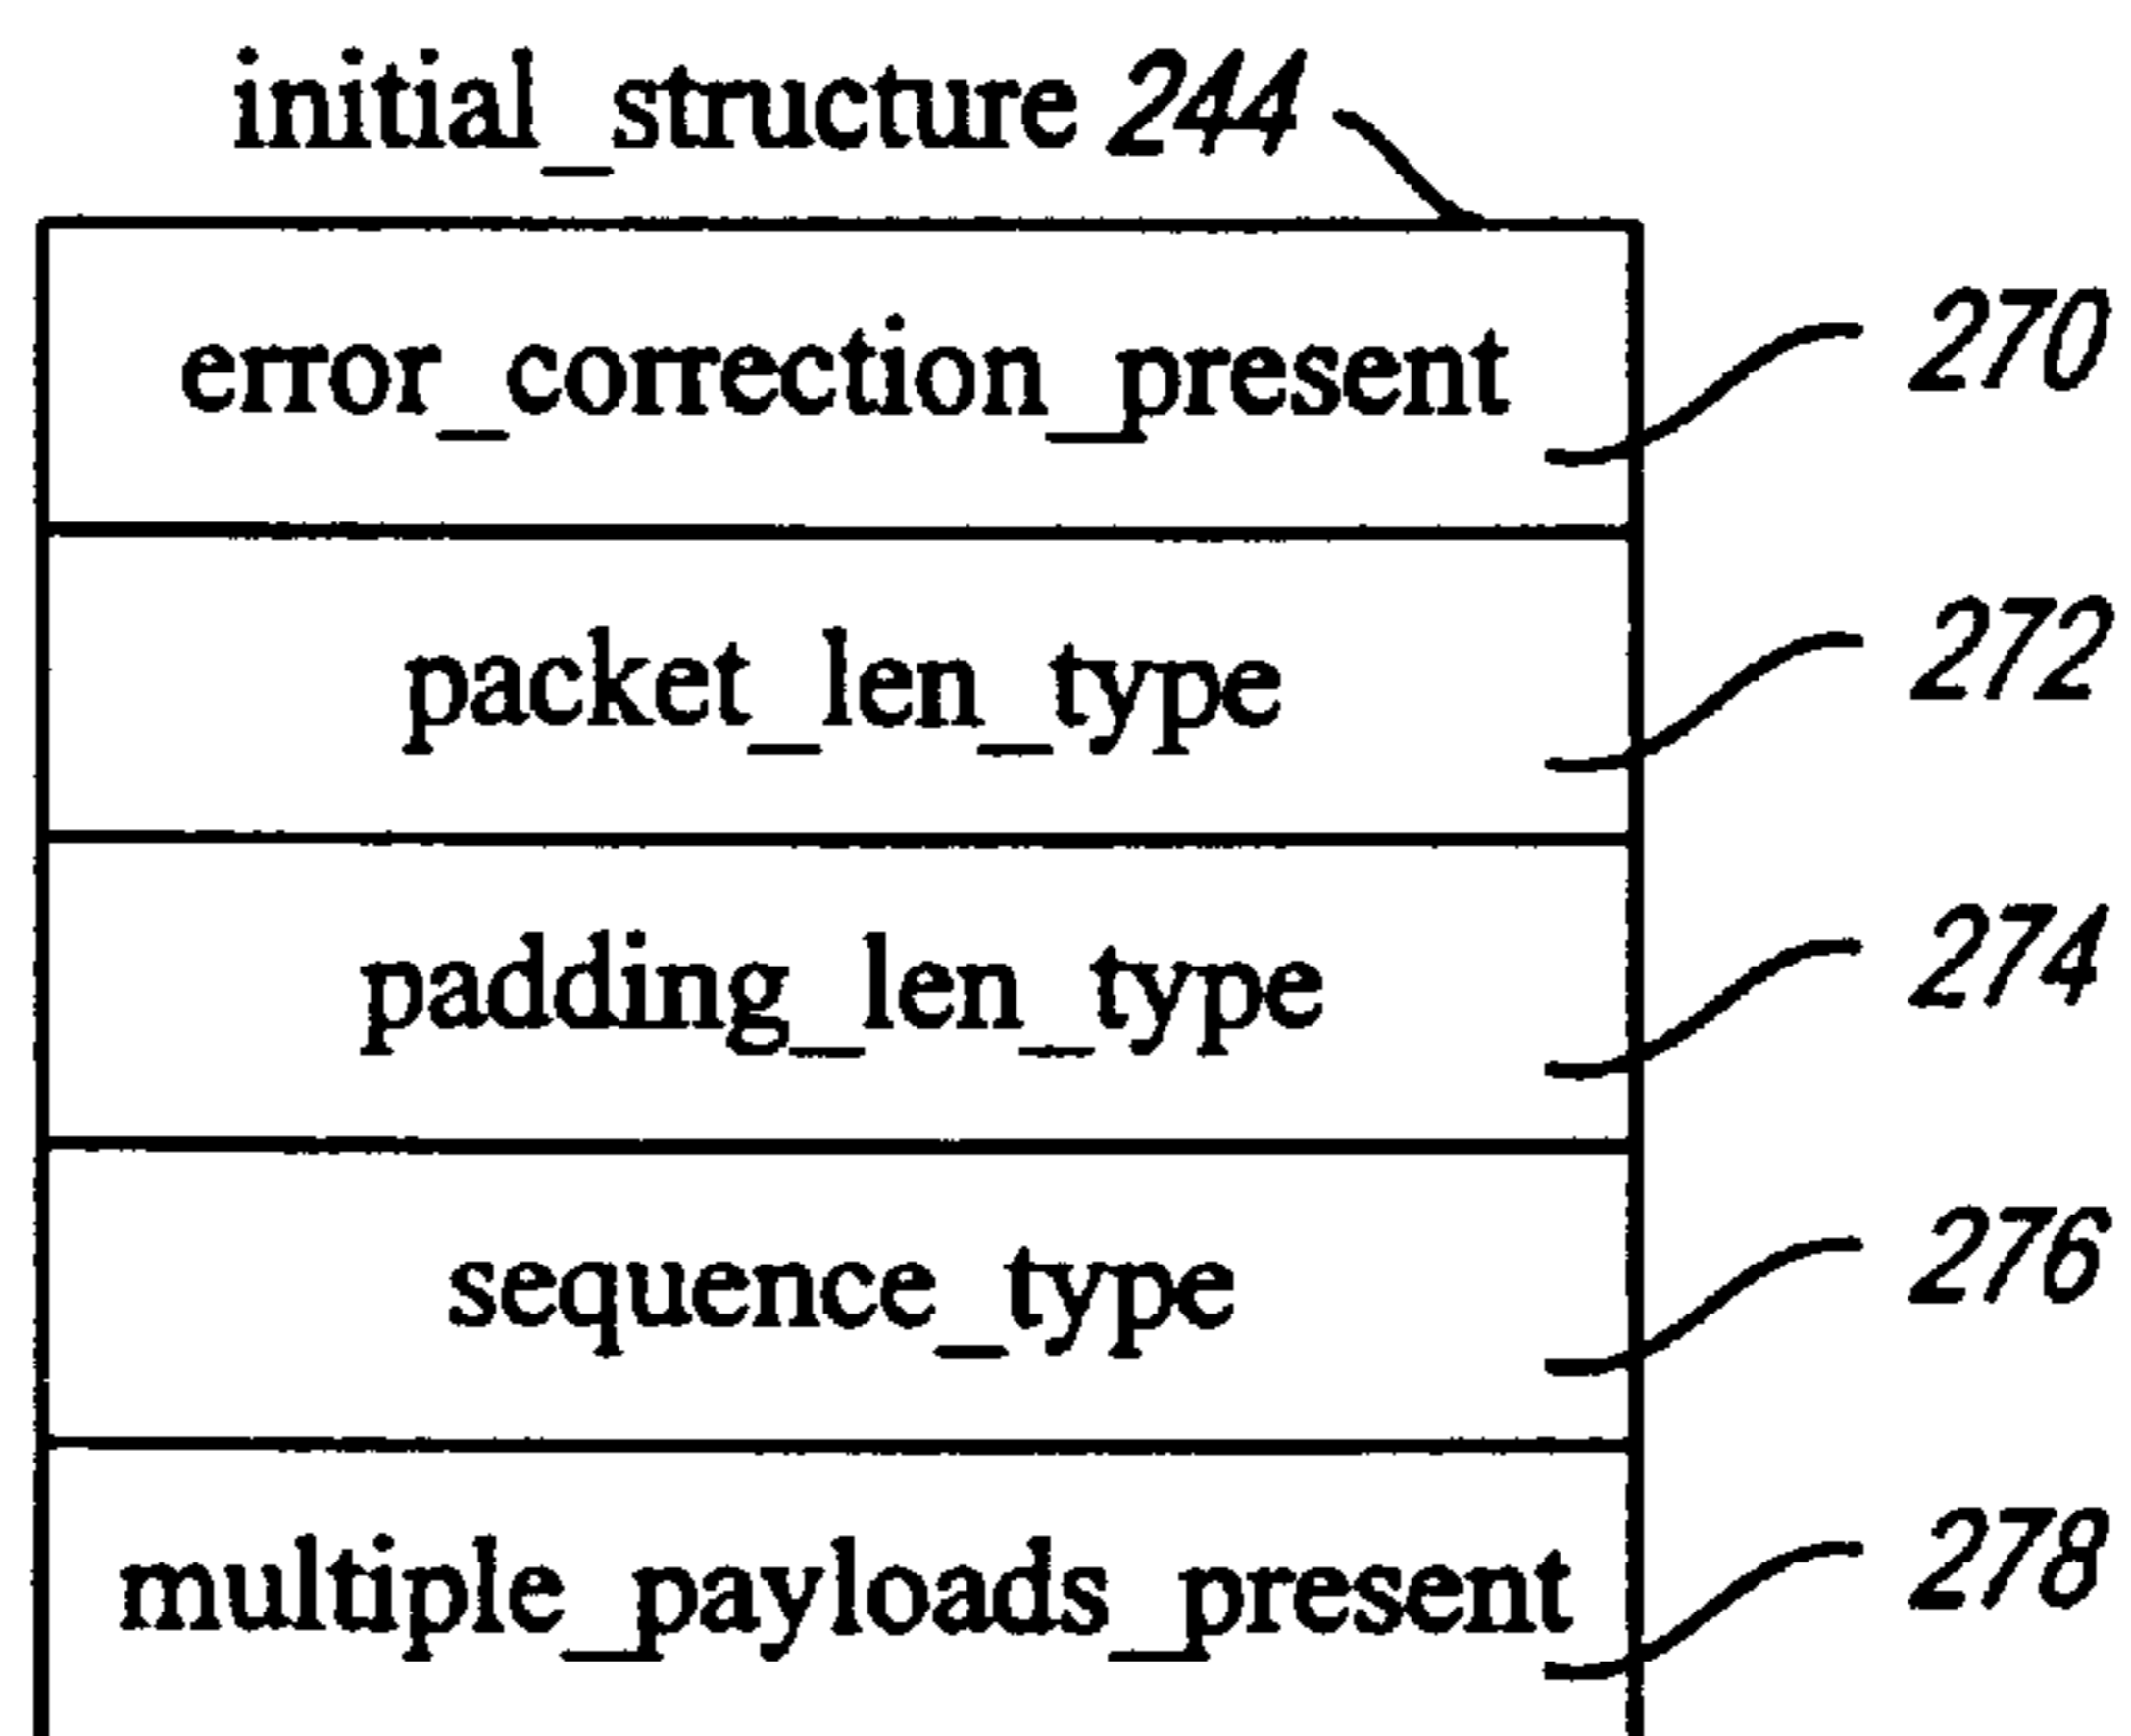 initial_structure 244
error_correction_present
270
packet_len_type
272
padding_len_type
274
sequence_type
276
multiple_payloads_present
278